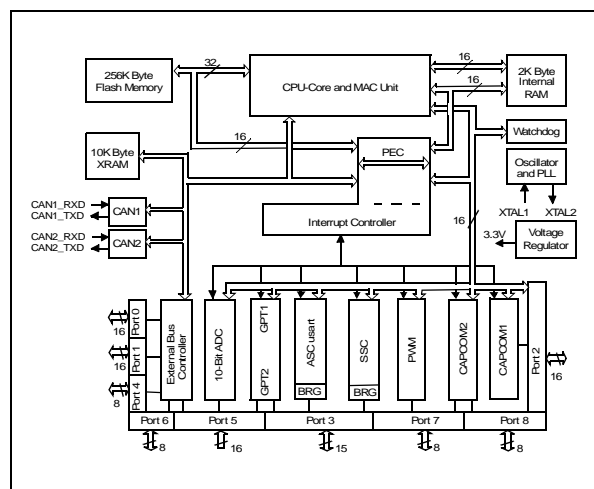 256K Byte
Flash Memory
32
CPU-Core and MAC Unit
16
16
2K Byte
Internal
RAM
10K Byte
XRAM
16
PEC
Watchdog
Oscillator
and PLL
CAN1_RXD
CAN1_TXD
CAN1
CAN2_RXD
CAN2_TXD
CAN2
Interrupt Controller
16
XTAL1
XTAL2
3.3V
Voltage
Regulator
Port 0
16
Port 1
16
Port 4
8
External Bus
Controller
10-Bit ADC
GPT1
GPT2
ASC usart
BRG
SSC
BRG
PWM
CAPCOM2
CAPCOM1
Port 2
16
Port 6
Port 5
Port 3
Port 7
Port 8
8
16
15
8
8